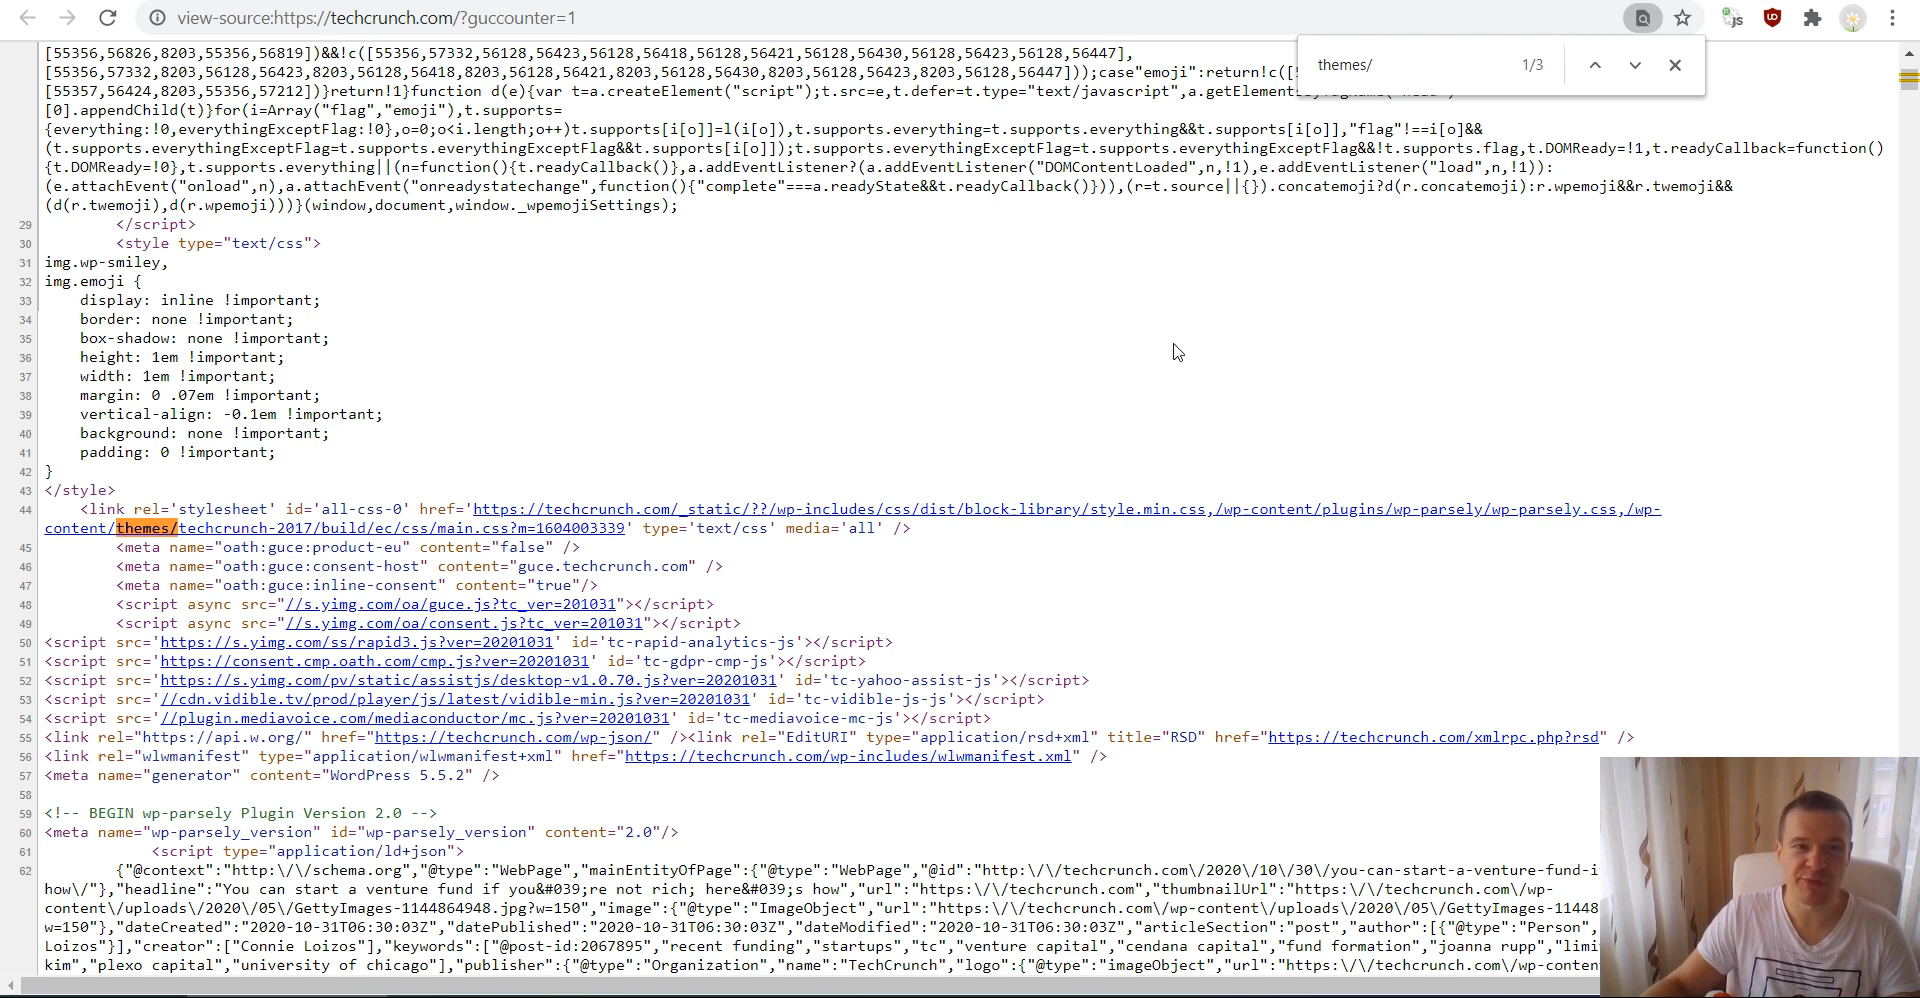 view-source:https://techcrunch.com/?guccounter=1
themes/ 1/3
[55356,56826,8203,55356,56819])&&!c([55356,57332,56128,56423,56128,56418,56128,56421,56128,56430,56128,56423,56128,56447],
[55356,57332,8203,56128,56423,8203,56128,56418,8203,56128,56421,8203,56128,56430,8203,56128,56423,8203,56128,56447]));case"emoji":return!c([
[55357,56424,8203,55356,57212])}return!1}function d(e){var t=a.createElement("script");t.src=e,t.defer=t.type="text/javascript",a.getElements
[0].appendChild(t)}for(i=Array("flag","emoji"),t.supports=
{everything:!0,everythingExceptFlag:!0},o=0;o<i.length;o++)t.supports[i[o]]=l(i[o]),t.supports.everything=t.supports.everything&&t.supports[i[o]],"flag"!==i[o]&&
(t.supports.everythingExceptFlag=t.supports.everythingExceptFlag&&t.supports[i[o]]);t.supports.everythingExceptFlag=t.supports.everythingExceptFlag&&!t.supports.flag,t.DOMReady=!1,t.readyCallback=function()
{t.DOMReady=!0},t.supports.everything||(n=function(){t.readyCallback()},a.addEventListener?(a.addEventListener("DOMContentLoaded",n,!1),e.addEventListener("load",n,!1)):
(e.attachEvent("onload",n),a.attachEvent("onreadystatechange",function(){"complete"===a.readyState&&t.readyCallback()})),(r=t.source||{}).concatemoji?d(r.concatemoji):r.wpemoji&&r.twemoji&&
(d(r.twemoji),d(r.wpemoji)))}(window,document,window._wpemojiSettings);
29 </script>
30 <style type="text/css">
31 img.wp-smiley,
32 img.emoji {
33 display: inline !important;
34 border: none !important;
35 box-shadow: none !important;
36 height: 1em !important;
37 width: 1em !important;
38 margin: 0 .07em !important;
39 vertical-align: -0.1em !important;
40 background: none !important;
41 padding: 0 !important;
42 }
43 </style>
44 <link rel='stylesheet' id='all-css-0' href='https://techcrunch.com/_static/??/wp-includes/css/dist/block-library/style.min.css,/wp-content/plugins/wp-parsely/wp-parsely.css,/wp-
content/themes/techcrunch-2017/build/ec/css/main.css?m=1604003339' type='text/css' media='all' />
45 <meta name="oath:guce:product-eu" content="false" />
46 <meta name="oath:guce:consent-host" content="guce.techcrunch.com" />
47 <meta name="oath:guce:inline-consent" content="true"/>
48 <script async src="//s.yimg.com/oa/guce.js?tc_ver=201031"></script>
49 <script async src="//s.yimg.com/oa/consent.js?tc_ver=201031"></script>
50 <script src='https://s.yimg.com/ss/rapid3.js?ver=20201031' id='tc-rapid-analytics-js'></script>
51 <script src='https://consent.cmp.oath.com/cmp.js?ver=20201031' id='tc-gdpr-cmp-js'></script>
52 <script src='https://s.yimg.com/pv/static/assistjs/desktop-v1.0.70.js?ver=20201031' id='tc-yahoo-assist-js'></script>
53 <script src='//cdn.vidible.tv/prod/player/js/latest/vidible-min.js?ver=20201031' id='tc-vidible-js-js'></script>
54 <script src='//plugin.mediavoice.com/mediaconductor/mc.js?ver=20201031' id='tc-mediavoice-mc-js'></script>
55 <link rel="https://api.w.org/" href="https://techcrunch.com/wp-json/" /><link rel="EditURI" type="application/rsd+xml" title="RSD" href="https://techcrunch.com/xmlrpc.php?rsd" />
56 <link rel="wlwmanifest" type="application/wlwmanifest+xml" href="https://techcrunch.com/wp-includes/wlwmanifest.xml" />
57 <meta name="generator" content="WordPress 5.5.2" />
58
59 <!-- BEGIN wp-parsely Plugin Version 2.0 -->
60 <meta name="wp-parsely_version" id="wp-parsely_version" content="2.0"/>
61 <script type="application/ld+json">
62 {"@context":"http:\/\/schema.org","@type":"WebPage","mainEntityOfPage":{"@type":"WebPage","@id":"http:\/\/techcrunch.com\/2020\/10\/30\/you-can-start-a-venture-fund-i
how\/"},"headline":"You can start a venture fund if you&#039;re not rich; here&#039;s how","url":"https:\/\/techcrunch.com","thumbnailUrl":"https:\/\/techcrunch.com\/wp-
content\/uploads\/2020\/05\/GettyImages-1144864948.jpg?w=150","image":{"@type":"ImageObject","url":"https:\/\/techcrunch.com\/wp-content\/uploads\/2020\/05\/GettyImages-11448
w=150"},"dateCreated":"2020-10-31T06:30:03Z","datePublished":"2020-10-31T06:30:03Z","dateModified":"2020-10-31T06:30:03Z","articleSection":"post","author":[{"@type":"Person",
Loizos"}],"creator":["Connie Loizos"],"keywords":["@post-id:2067895","recent funding","startups","tc","venture capital","cendana capital","fund formation","joanna rupp","limi
kim","plexo capital","university of chicago"],"publisher":{"@type":"Organization","name":"TechCrunch","logo":{"@type":"imageObject","url":"https:\/\/techcrunch.com\/wp-conten